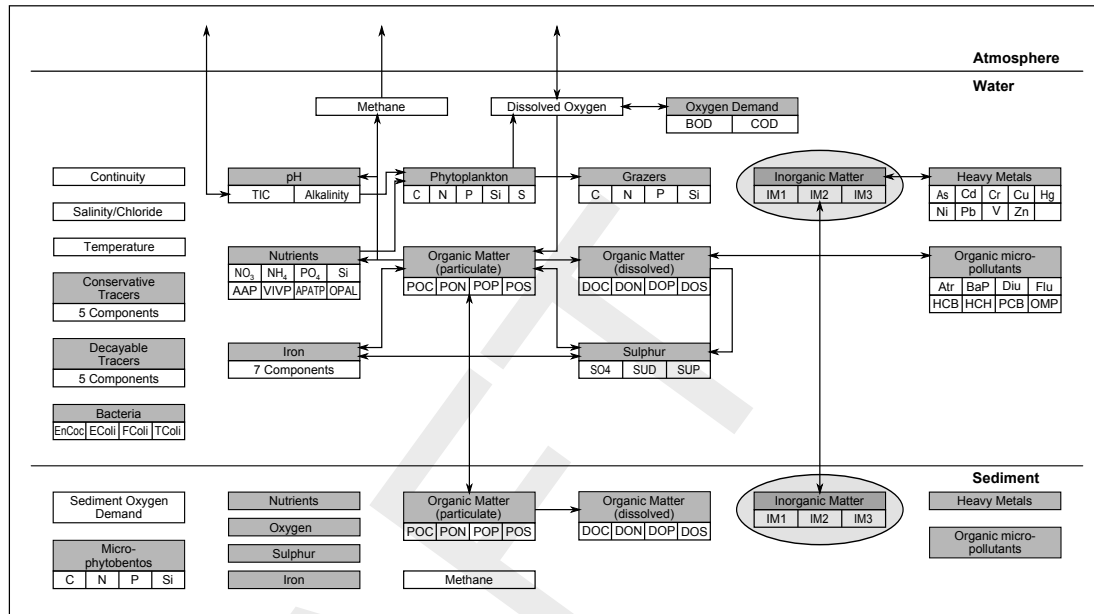 Atmosphere
Water
Methane
Dissolved Oxygen
Oxygen Demand
BOD COD
Continuity
pH
TIC Alkalinity
Phytoplankton
C N P Si S
Grazers
C N P Si
Inorganic Matter
IM1 IM2 IM3
Heavy Metals
As Cd Cr Cu Hg
Ni Pb V Zn
Salinity/Chloride
Temperature
Nutrients
NO3 NH4 PO4 Si
AAP VIVP APATP OPAL
Organic Matter
(particulate)
POC PON POP POS
Organic Matter
(dissolved)
DOC DON DOP DOS
Organic micro-
pollutants
Atr BaP Diu Flu
HCB HCH PCB OMP
Conservative
Tracers
5 Components
Decayable
Tracers
5 Components
Iron
7 Components
Sulphur
SO4 SUD SUP
Bacteria
EnCoc EColi FColi TColi
Sediment
Sediment Oxygen
Demand
Nutrients
Oxygen
Sulphur
Iron
Organic Matter
(particulate)
POC PON POP POS
Organic Matter
(dissolved)
DOC DON DOP DOS
Inorganic Matter
IM1 IM2 IM3
Heavy Metals
Organic micro-
pollutants
Micro-
phytobentos
C N P Si
Methane